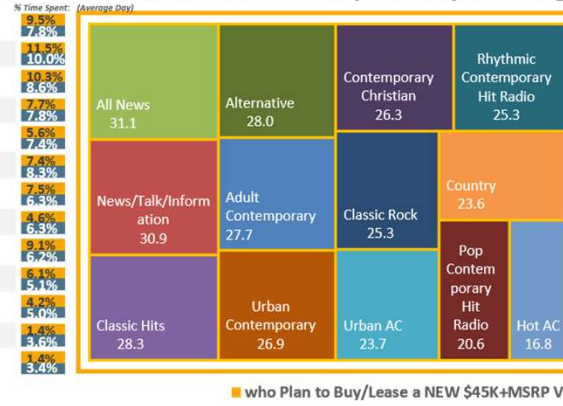 % Time Spent: (Average Day)
9.5%
7.8%
11.5%
10.0%
10.3%
8.6%
7.7%
7.8%
5.6%
7.4%
7.4%
8.3%
7.5%
6.3%
4.6%
6.3%
9.1%
6.2%
6.1%
5.1%
4.2%
5.0%
1.4%
3.6%
1.4%
3.4%
All News
31.1
News/Talk/Inform
ation
30.9
Classic Hits
28.3
Alternative
28.0
Adult
Contemporary
27.7
Urban
Contemporary
26.9
Contemporary
Christian
26.3
Rhythmic
Contemporary
Hit Radio
25.3
Classic Rock
25.3
Country
23.6
Urban AC
23.7
Pop
Contem
porary
Hit
Radio
20.6
Hot AC
16.8
who Plan to Buy/Lease a NEW $45K+MSRP V